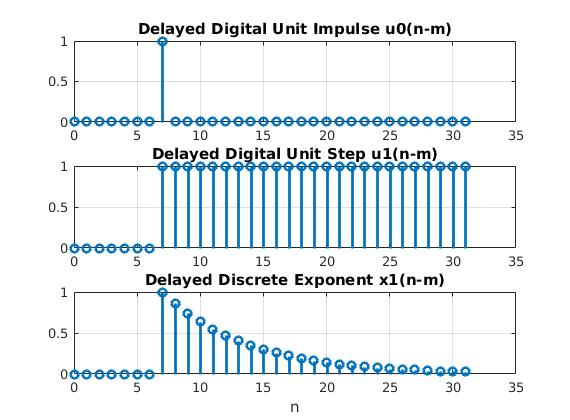 Delayed Digital Unit Impulse u0(n-m)
1
0.5
0
0 5 10 15 20 25 30 35
Delayed Digital Unit Step u1(n-m)
1
0.5
0
0 5 10 15 20 25 30 35
Delayed Discrete Exponent x1(n-m)
1
0.5
0
0 5 10 15 20 25 30 35
n